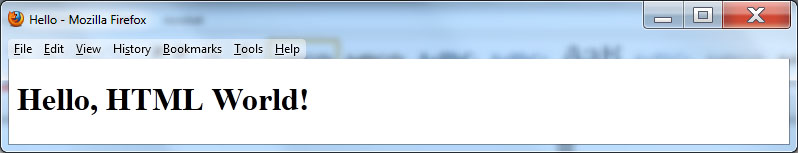 Hello - Mozilla Firefox
File Edit View History Bookmarks Tools Help
Hello, HTML World!